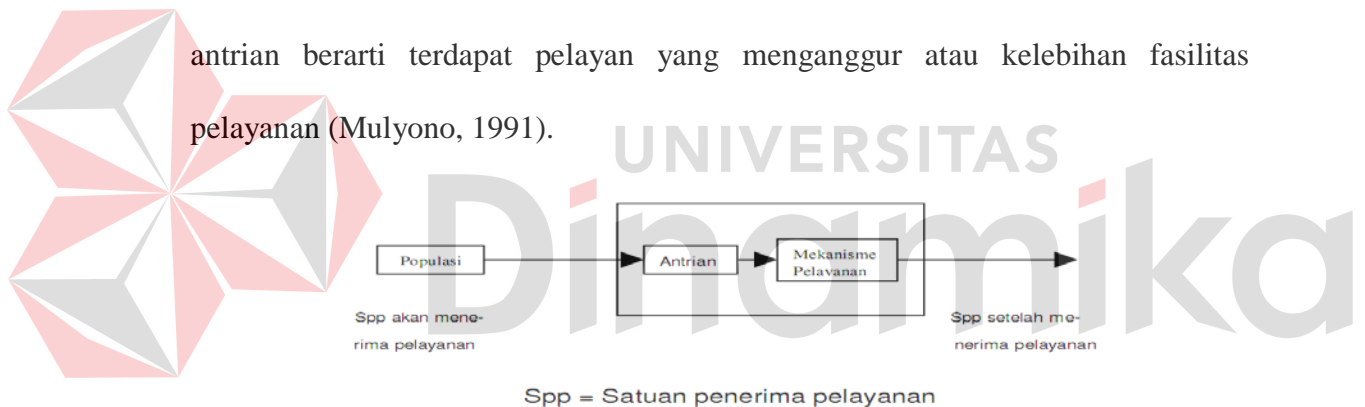 antrian berarti terdapat pelayan yang menganggur atau kelebihan fasilitas
pelayanan (Mulyono, 1991).
UNIVERSITAS
Dinamika
Populasi
Antrian
Mekanisme
Pelayanan
Spp akan mene-
rima pelayanan
Spp setelah me-
nerima pelayanan
Spp = Satuan penerima pelayanan